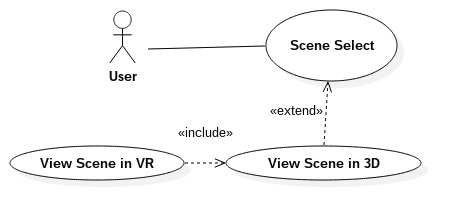 Scene Select
User
«extend»
«include»
View Scene in VR
View Scene in 3D